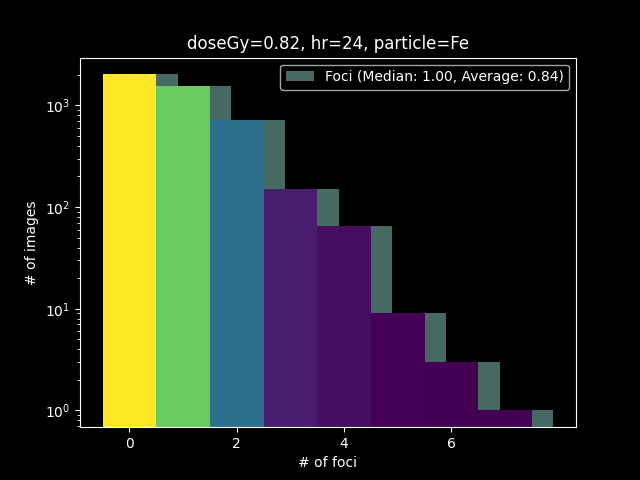 doseGy=0.82, hr=24, particle=Fe
Foci (Median: 1.00, Average: 0.84)
# of images
10³
10²
10¹
10⁰
0 2 4 6
# of foci